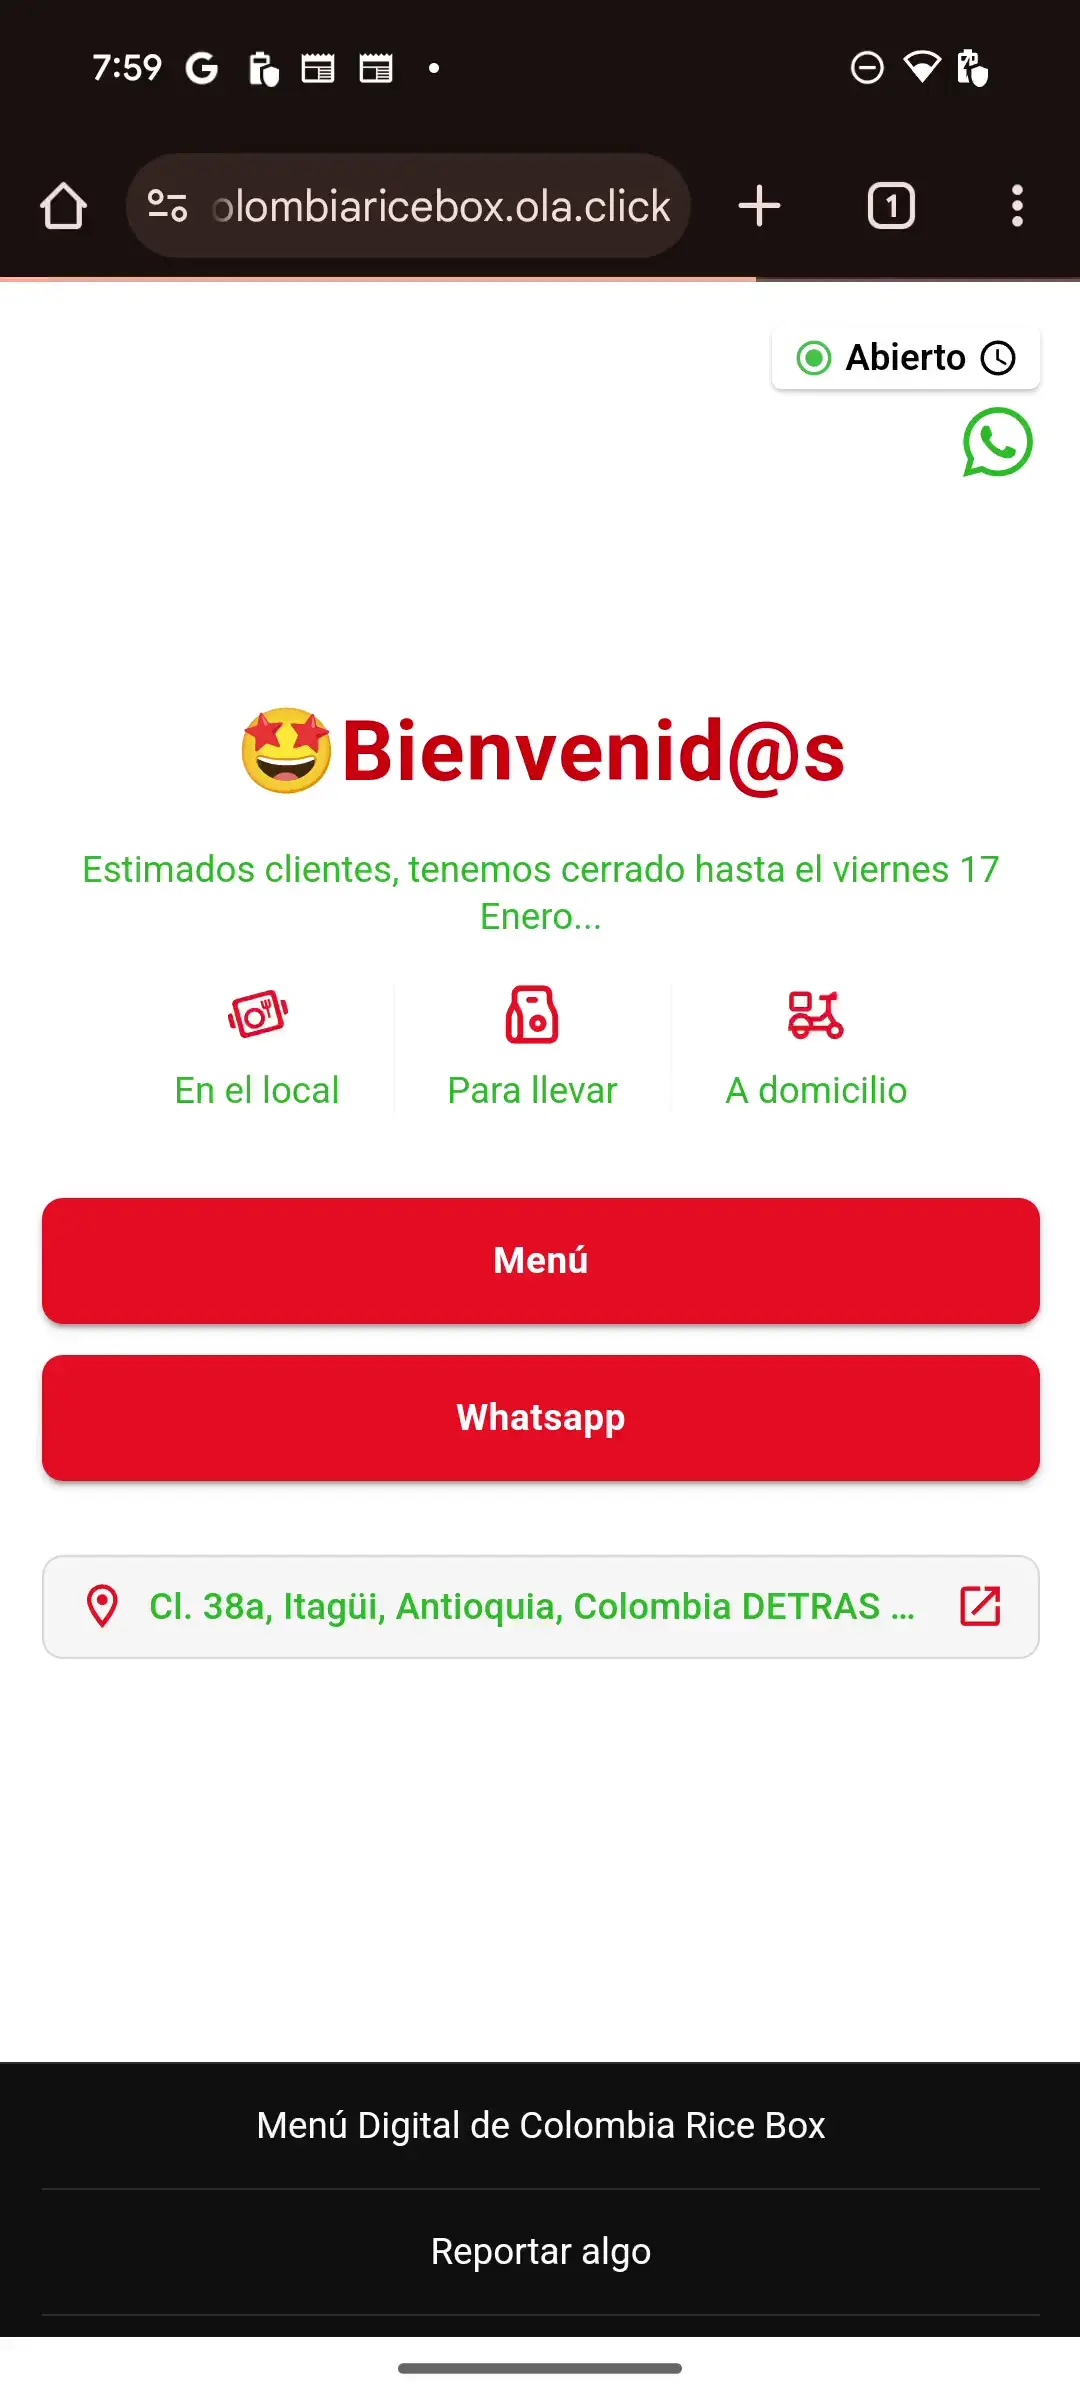 7:59
olombiaricebox.ola.click
1
Abierto
Bienvenid@s
Estimados clientes, tenemos cerrado hasta el viernes 17
Enero...
En el local
Para llevar
A domicilio
Menú
Whatsapp
Cl. 38a, Itagüi, Antioquia, Colombia DETRAS ...
Menú Digital de Colombia Rice Box
Reportar algo